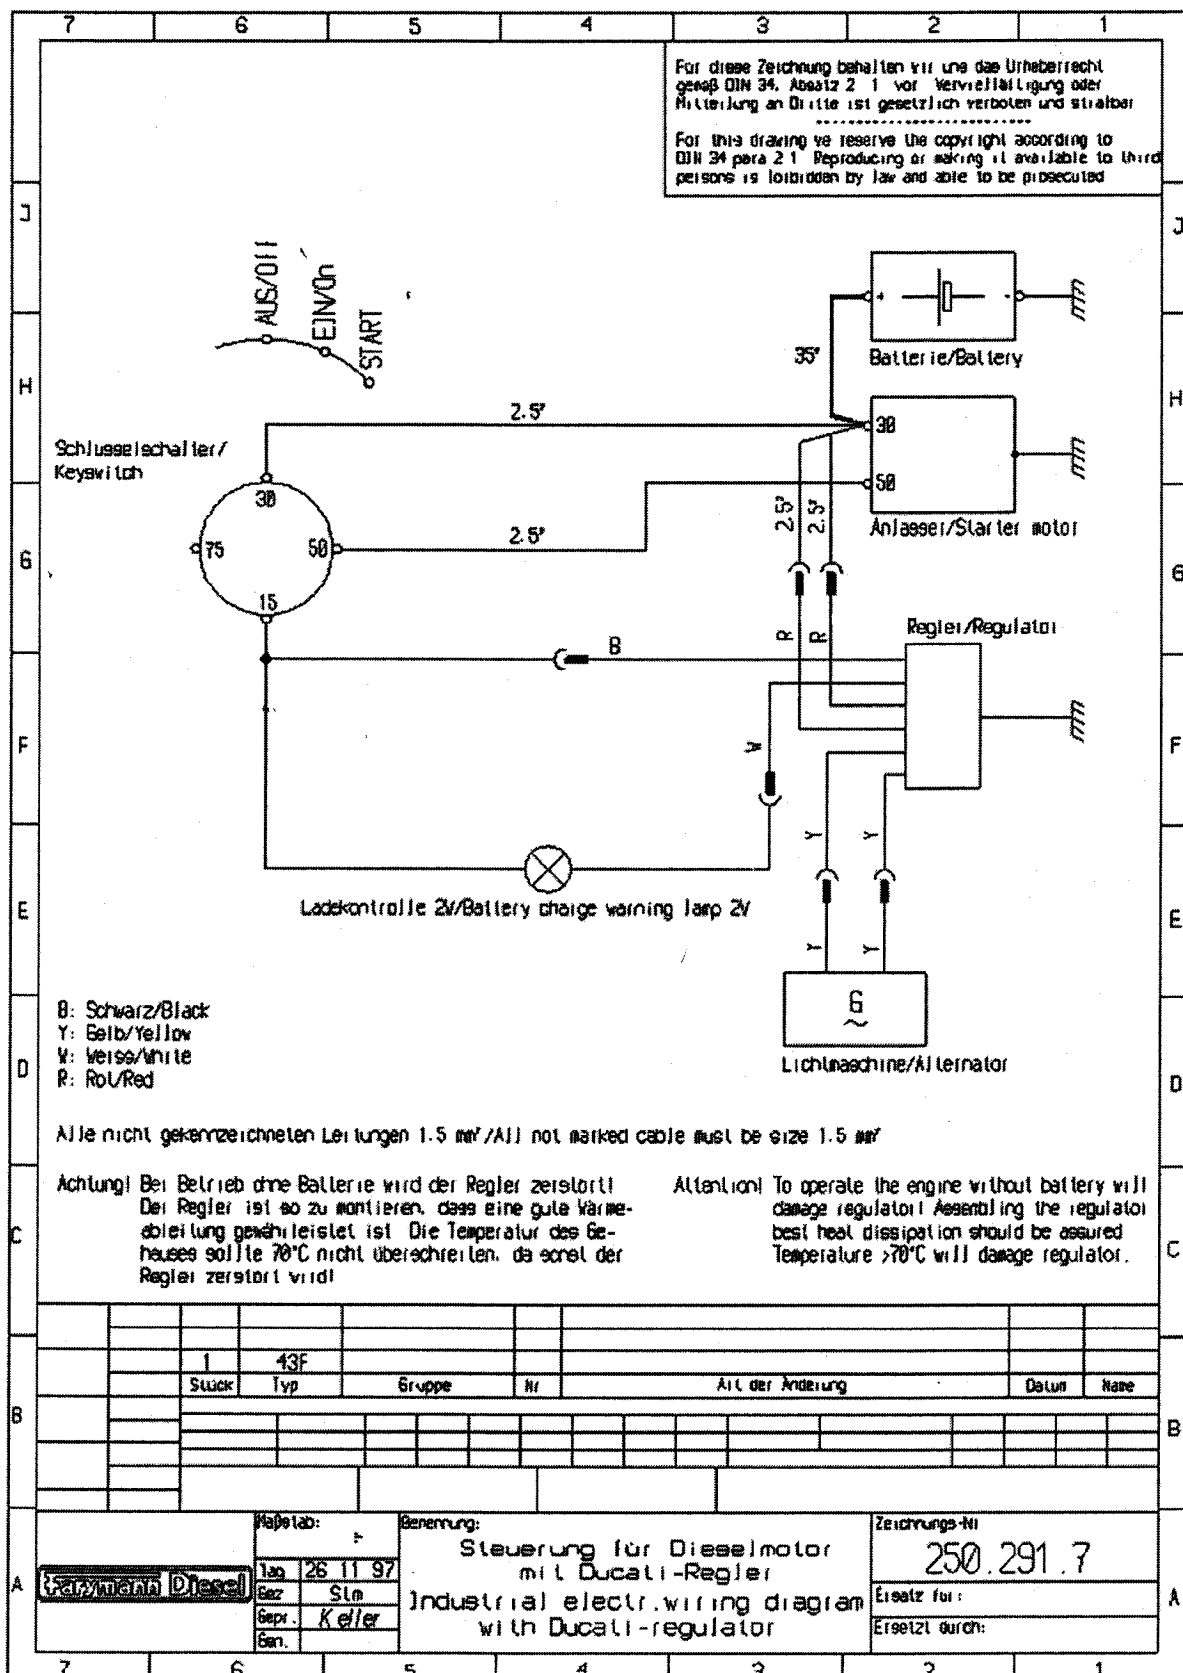 7 6 5 4 3 2 1
Für diese Zeichnung behalten wir uns das Urheberrecht
gemäß DIN 34, Absatz 2 1 vor Vervielfältigung oder
Mitteilung an Dritte ist gesetzlich verboten und strafbar
For this drawing we reserve the copyright according to
DIN 34 para 2 1 Reproducing or making it available to third
persons is forbidden by law and able to be prosecuted
J J
AUS/Off
EIN/On
START
+ -
35²
Batterie/Battery
H H
2.5²
30
Schlusselschalter/
Keyswitch
30
50
75
50
2.5²
2.5²
2.5²
Anlasser/Starter motor
G G
15
R
R
Regler/Regulator
B
F F
W
Y
Y
E E
Ladekontrolle 2W/Battery charge warning lamp 2W
Y
Y
G
~
Lichtmaschine/Alternator
B: Schwarz/Black
Y: Gelb/Yellow
W: Weiss/White
R: Rot/Red
D D
Alle nicht gekennzeichneten Leitungen 1.5 mm²/All not marked cable must be size 1.5 mm²
Achtung! Bei Betrieb ohne Batterie wird der Regler zerstört!
Der Regler ist so zu montieren, dass eine gute Wärme-
ableitung gewährleistet ist Die Temperatur des Ge-
häuses sollte 70°C nicht überschreiten, da sonst der
Regler zerstört wird!
Attention! To operate the engine without battery will
damage regulator! Assembling the regulator
best heat dissipation should be assured
Temperature >70°C will damage regulator.
C C
1 43F
Stück Typ Gruppe Nr Art der Änderung Datum Name
B B
Maßstab:
Tag 26 11 97
Gez Stm
Gepr. Keller
Gen.
Benennung:
Steuerung für Dieselmotor
mit Ducati-Regler
Industrial electr.wiring diagram
with Ducati-regulator
Zeichnungs-Nr
250.291.7
Ersatz für:
Ersetzt durch:
A Farymann Diesel A
7 6 5 4 3 2 1